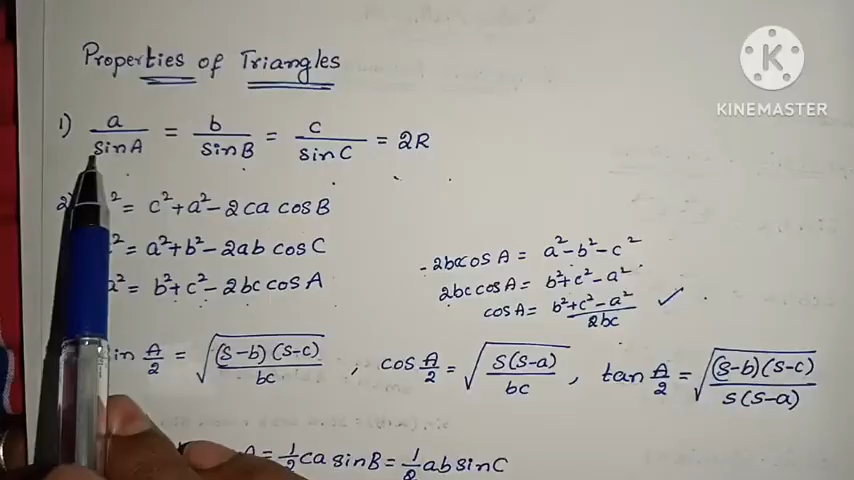 Properties of Triangles
K
KINEMASTER
1) a/sinA = b/sinB = c/sinC = 2R
² = c²+a²-2ca cosB
² = a²+b²-2ab cosC
a² = b²+c²-2bc cosA
-2bc cosA = a²-b²-c²
2bc cosA = b²+c²-a²
cosA = b²+c²-a²/2bc ✓
in A/2 = √(s-b)(s-c)/bc , cos A/2 = √s(s-a)/bc , tan A/2 = √(s-b)(s-c)/s(s-a)
A = 1/2 ca sinB = 1/2 ab sinC